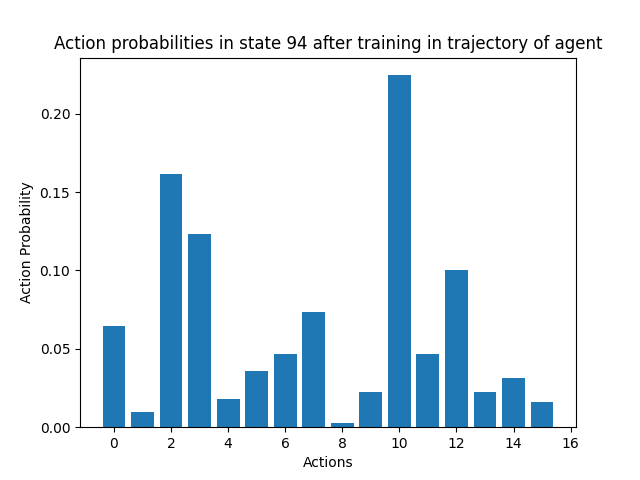 Action probabilities in state 94 after training in trajectory of agent
Action Probability
0.20
0.15
0.10
0.05
0.00
0 2 4 6 8 10 12 14 16
Actions